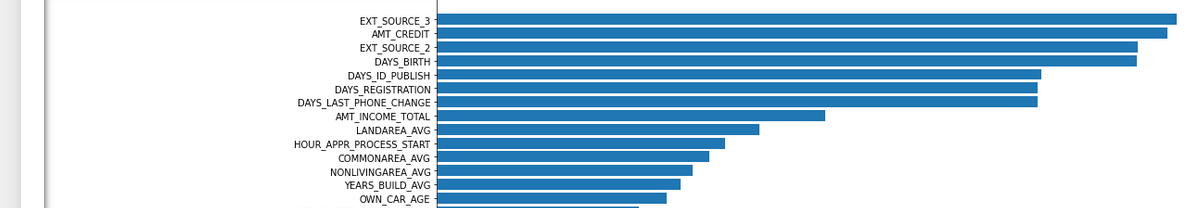 EXT_SOURCE_3
AMT_CREDIT
EXT_SOURCE_2
DAYS_BIRTH
DAYS_ID_PUBLISH
DAYS_REGISTRATION
DAYS_LAST_PHONE_CHANGE
AMT_INCOME_TOTAL
LANDAREA_AVG
HOUR_APPR_PROCESS_START
COMMONAREA_AVG
NONLIVINGAREA_AVG
YEARS_BUILD_AVG
OWN_CAR_AGE